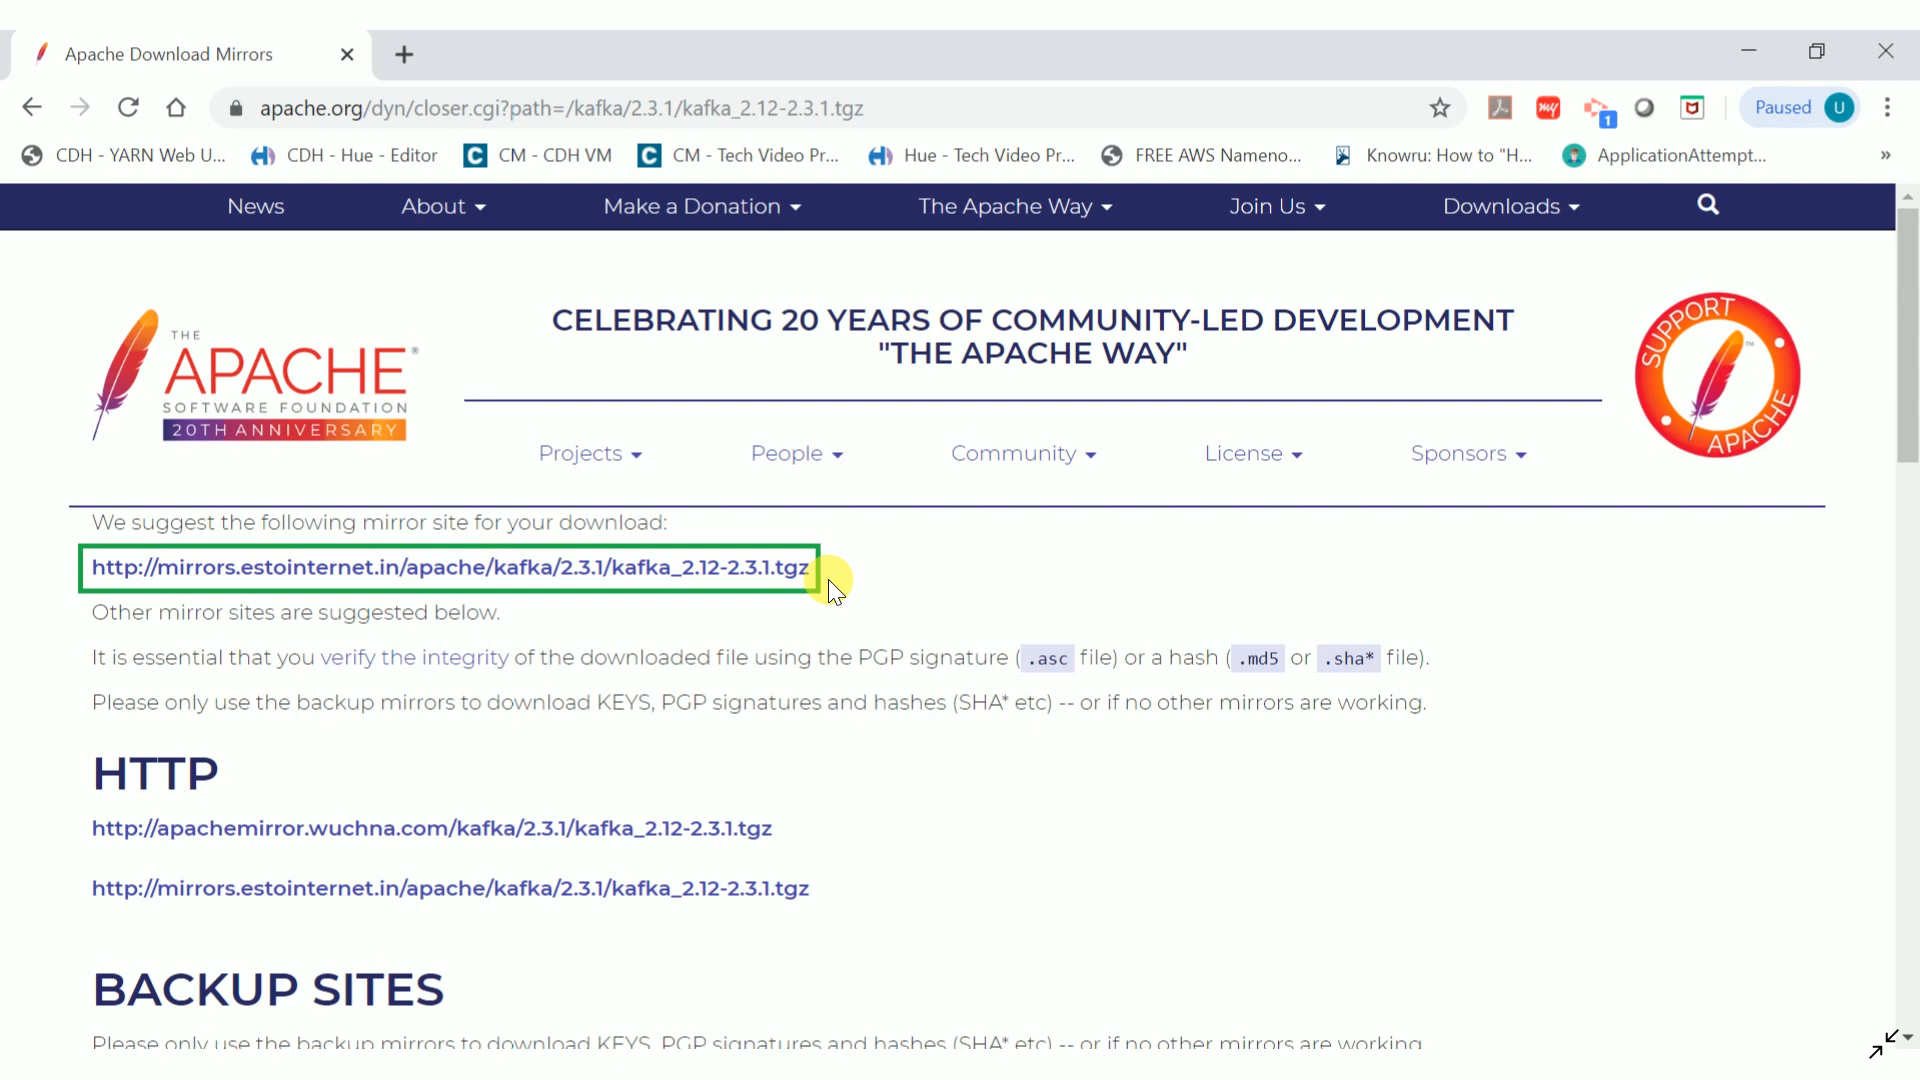 Apache Download Mirrors
apache.org/dyn/closer.cgi?path=/kafka/2.3.1/kafka_2.12-2.3.1.tgz
my
1
Paused U
CDH - YARN Web U... CDH - Hue - Editor C CM - CDH VM C CM - Tech Video Pr... Hue - Tech Video Pr... FREE AWS Nameno... Knowru: How to "H... ApplicationAttempt... »
News About Make a Donation The Apache Way Join Us Downloads
THE
APACHE®
SOFTWARE FOUNDATION
20TH ANNIVERSARY
CELEBRATING 20 YEARS OF COMMUNITY-LED DEVELOPMENT
"THE APACHE WAY"
SUPPORT
APACHE
™
Projects People Community License Sponsors
We suggest the following mirror site for your download:
http://mirrors.estointernet.in/apache/kafka/2.3.1/kafka_2.12-2.3.1.tgz
Other mirror sites are suggested below.
It is essential that you verify the integrity of the downloaded file using the PGP signature ( .asc file) or a hash ( .md5 or .sha* file).
Please only use the backup mirrors to download KEYS, PGP signatures and hashes (SHA* etc) -- or if no other mirrors are working.
HTTP
http://apachemirror.wuchna.com/kafka/2.3.1/kafka_2.12-2.3.1.tgz
http://mirrors.estointernet.in/apache/kafka/2.3.1/kafka_2.12-2.3.1.tgz
BACKUP SITES
Please only use the backup mirrors to download KEYS, PGP signatures and hashes (SHA* etc) -- or if no other mirrors are working.